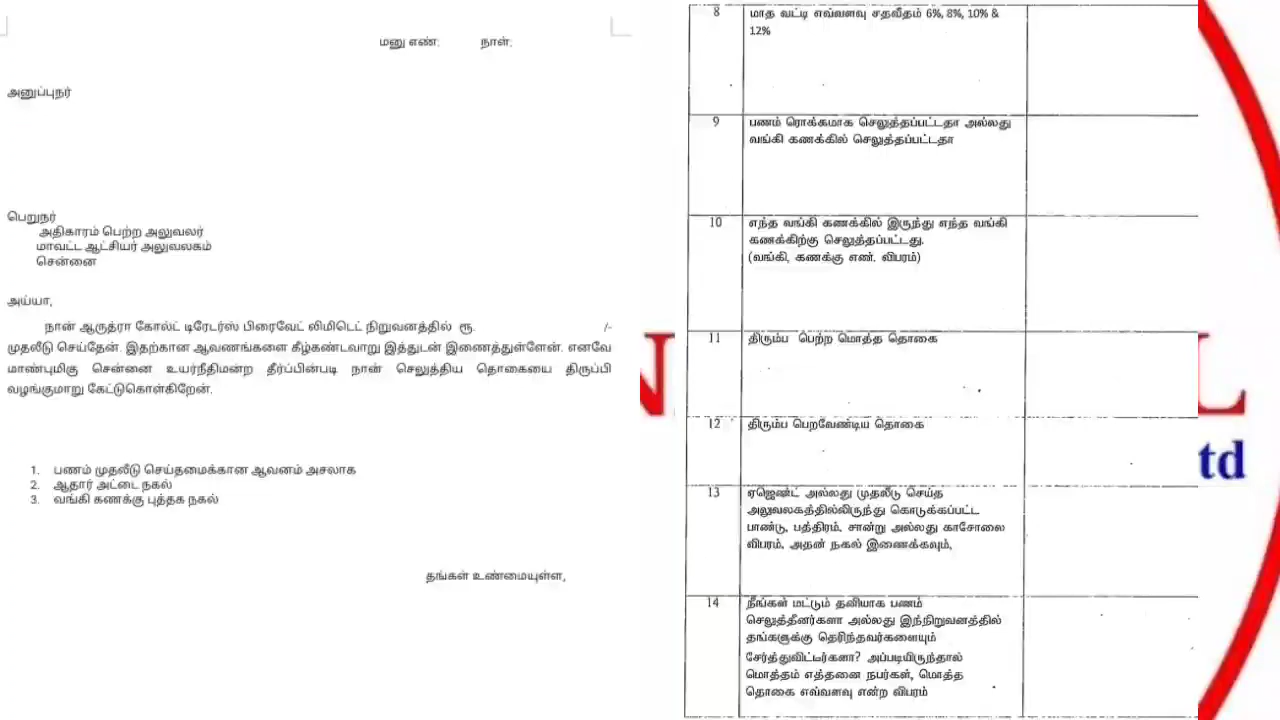 மனு எண்: நாள்:
அனுப்புநர்
பெறுநர்
அதிகாரம் பெற்ற அலுவலர்
மாவட்ட ஆட்சியர் அலுவலகம்
சென்னை
அய்யா,
நான் ஆருத்ரா கோல்ட் டிரேடர்ஸ் பிரைவேட் லிமிடெட் நிறுவனத்தில் ரூ. /-
முதலீடு செய்தேன். இதற்கான ஆவணங்களை கீழ்கண்டவாறு இத்துடன் இணைத்துள்ளேன். எனவே
மாண்புமிகு சென்னை உயர்நீதிமன்ற தீர்ப்பின்படி நான் செலுத்திய தொகையை திருப்பி
வழங்குமாறு கேட்டுகொள்கிறேன்.
1. பணம் முதலீடு செய்தமைக்கான ஆவனம் அசலாக
2. ஆதார் அட்டை நகல்
3. வங்கி கணக்கு புத்தக நகல்
தங்கள் உண்மையுள்ள,
8 மாத வட்டி எவ்வளவு சதவீதம் 6%, 8%, 10% &
12%
9 பணம் ரொக்கமாக செலுத்தப்பட்டதா அல்லது
வங்கி கணக்கில் செலுத்தப்பட்டதா
10 எந்த வங்கி கணக்கில் இருந்து எந்த வங்கி
கணக்கிற்கு செலுத்தப்பட்டது.
(வங்கி, கணக்கு எண். விபரம்)
11 திரும்ப பெற்ற மொத்த தொகை
12 திரும்ப பெறவேண்டிய தொகை
13 ஏஜெண்ட் அல்லது முதலீடு செய்த
அலுவலகத்தில்லிருந்து கொடுக்கப்பட்ட
பாண்டு, பத்திரம், சான்று அல்லது காசோலை
விபரம், அதன் நகல் இணைக்கவும்,
14 நீங்கள் மட்டும் தனியாக பணம்
செலுத்தீனர்களா அல்லது இந்நிறுவனத்தில்
தங்களுக்கு தெரிந்தவர்களையும்
சேர்த்துவிட்டீர்களா? அப்படியிருந்தால்
மொத்தம் எத்தனை நபர்கள், மொத்த
தொகை எவ்வளவு என்ற விபரம்
N L
td